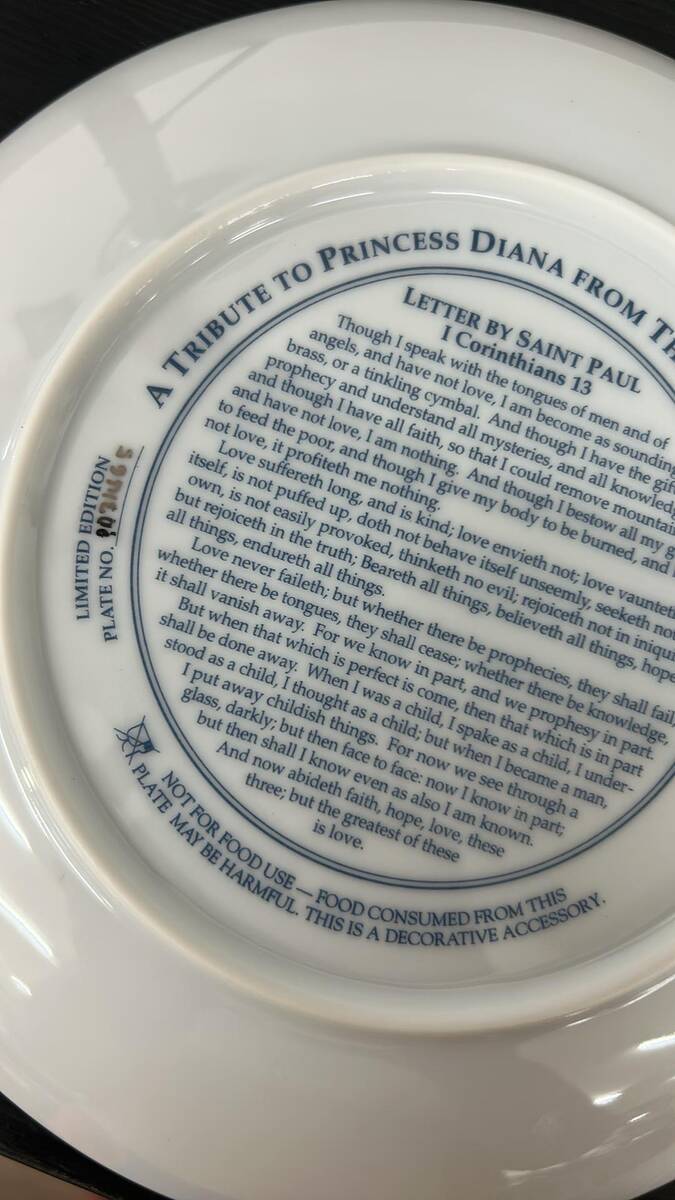 A TRIBUTE TO PRINCESS DIANA FROM
LETTER BY SAINT PAUL
I Corinthians 13
Though I speak with the tongues of men and of
angels, and have not love, I am become as sounding
brass, or a tinkling cymbal. And though I have the
prophecy and understand all mysteries, and all
and though I have all faith, so that I could remove
and have not love, I am nothing. And though I bestow all my
to feed the poor, and though I give my body to be burned, and
not love, it profiteth me nothing.
Love suffereth long, and is kind; love envieth not; love
itself, is not puffed up, doth not behave itself unseemly, seeketh not
own, is not easily provoked, thinketh no evil; rejoiceth not in
but rejoiceth in the truth; Beareth all things, believeth all things,
all things, endureth all things.
Love never faileth; but whether there be prophecies, they shall fail,
whether there be tongues, they shall cease; whether there be knowledge,
it shall vanish away. For we know in part, and we prophesy in part.
But when that which is perfect is come, then that which is in part
shall be done away. When I was a child, I spake as a child, I under-
stood as a child, I thought as a child; but when I became a man,
I put away childish things. For now we see through a
glass, darkly; but then face to face: now I know in part;
but then shall I know even as also I am known.
And now abideth faith, hope, love, these
three; but the greatest of these
is love.
LIMITED EDITION
PLATE NO.
NOT FOR FOOD USE — FOOD CONSUMED FROM THIS
PLATE MAY BE HARMFUL. THIS IS A DECORATIVE ACCESSORY.